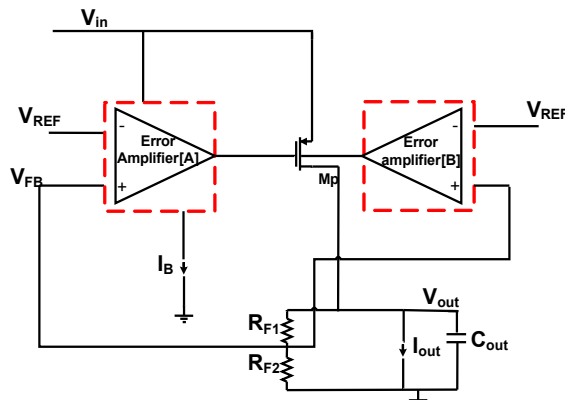 Vin
VREF
-
Error
Amplifier[A]
+
VFB
IB
Mp
-
Error
amplifier[B]
+
VREF
Vout
RF1
RF2
Iout
Cout